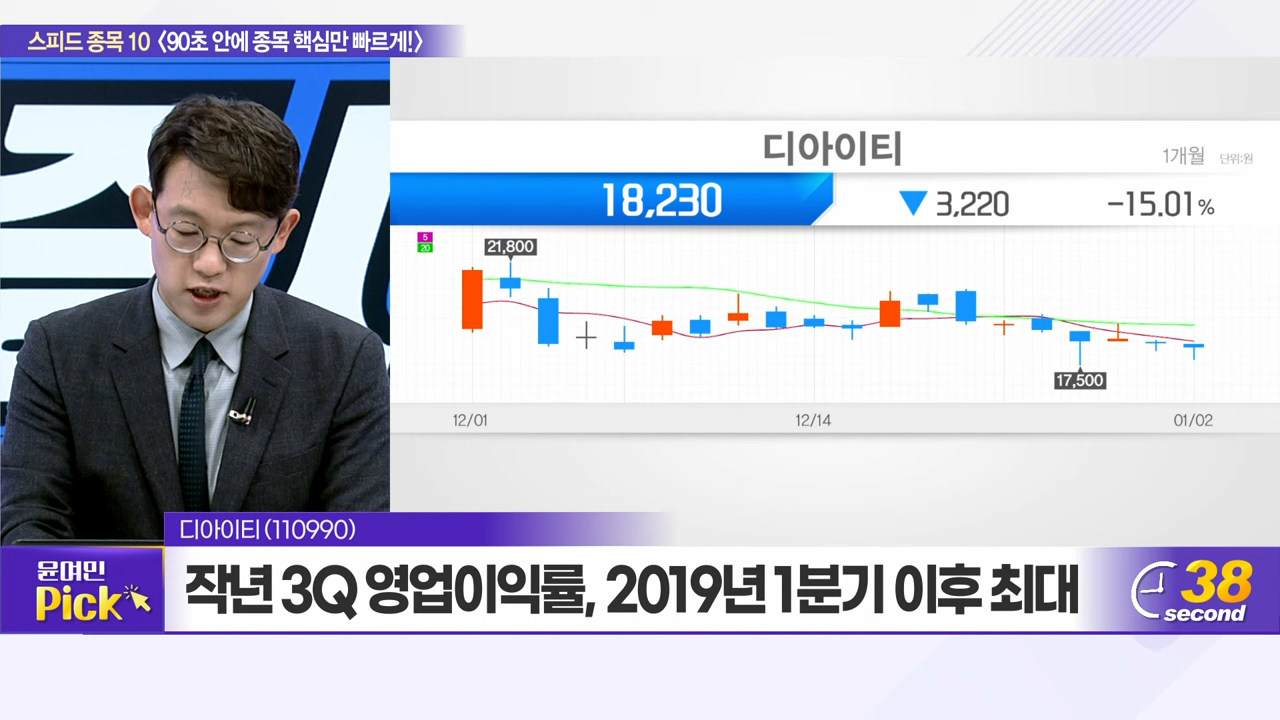 스피드 종목 10 〈90초 안에 종목 핵심만 빠르게!〉
디아이티
1개월 단위:원
18,230 ▼ 3,220 -15.01%
5
20
21,800
17,500
12/01 12/14 01/02
디아이티(110990)
윤여민
Pick
작년 3Q 영업이익률, 2019년 1분기 이후 최대
38
second